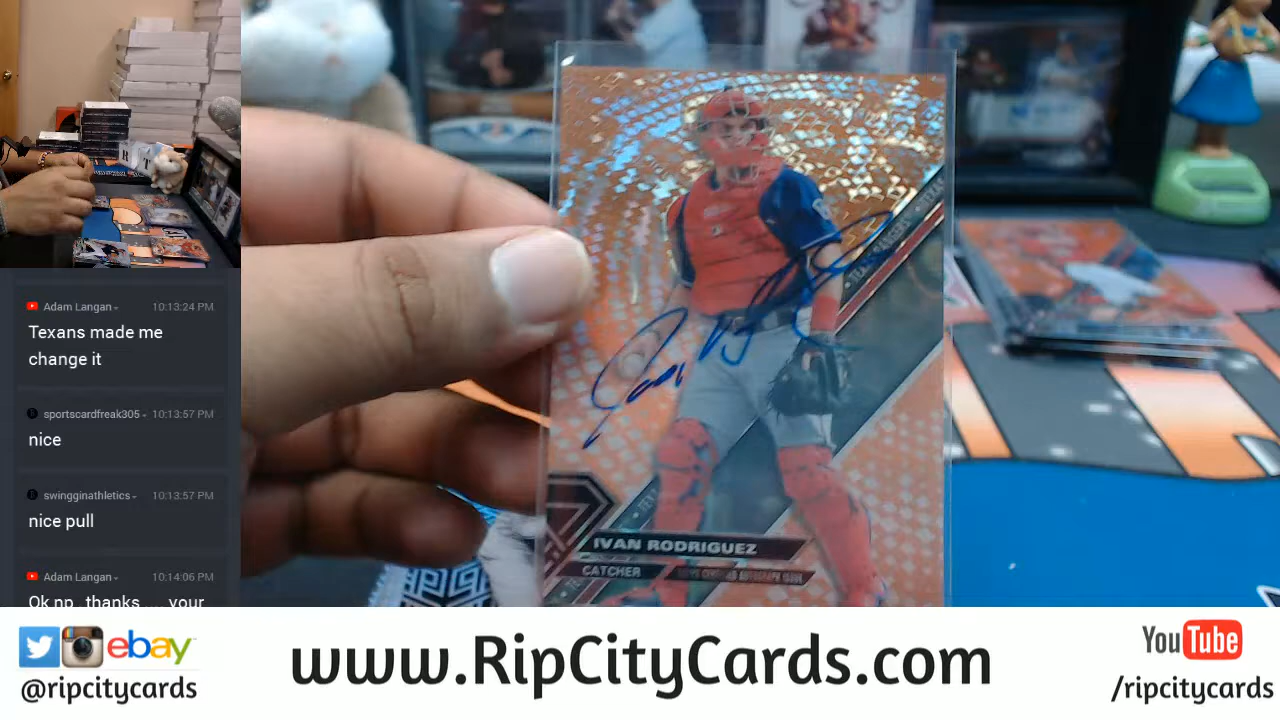 Adam Langan 10:13:24 PM
Texans made me
change it
sportscardfreak305 10:13:57 PM
nice
swingginathletics 10:13:57 PM
nice pull
Adam Langan 10:14:06 PM
Ok np thanks .... your
IVAN RODRIGUEZ
CATCHER
ebay
@ripcitycards
www.RipCityCards.com
YouTube
/ripcitycards